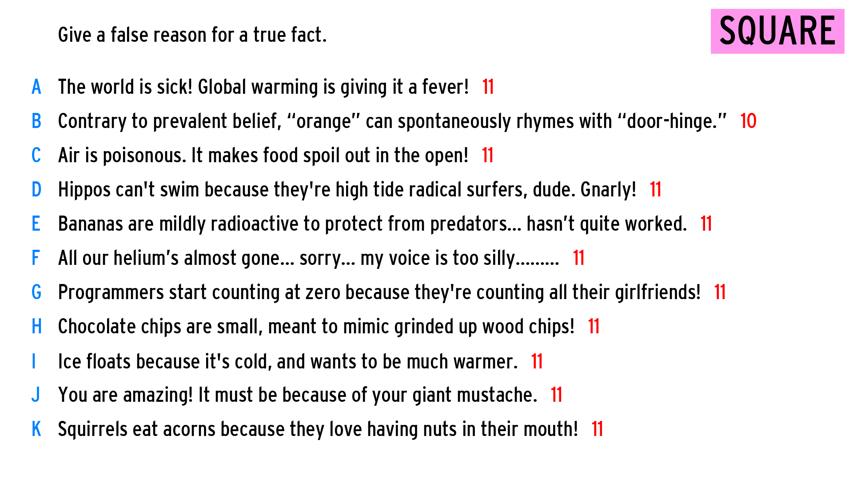 Give a false reason for a true fact.
SQUARE
A The world is sick! Global warming is giving it a fever! 11
B Contrary to prevalent belief, “orange” can spontaneously rhymes with “door-hinge.” 10
C Air is poisonous. It makes food spoil out in the open! 11
D Hippos can't swim because they're high tide radical surfers, dude. Gnarly! 11
E Bananas are mildly radioactive to protect from predators... hasn’t quite worked. 11
F All our helium’s almost gone... sorry... my voice is too silly......... 11
G Programmers start counting at zero because they're counting all their girlfriends! 11
H Chocolate chips are small, meant to mimic grinded up wood chips! 11
I Ice floats because it's cold, and wants to be much warmer. 11
J You are amazing! It must be because of your giant mustache. 11
K Squirrels eat acorns because they love having nuts in their mouth! 11